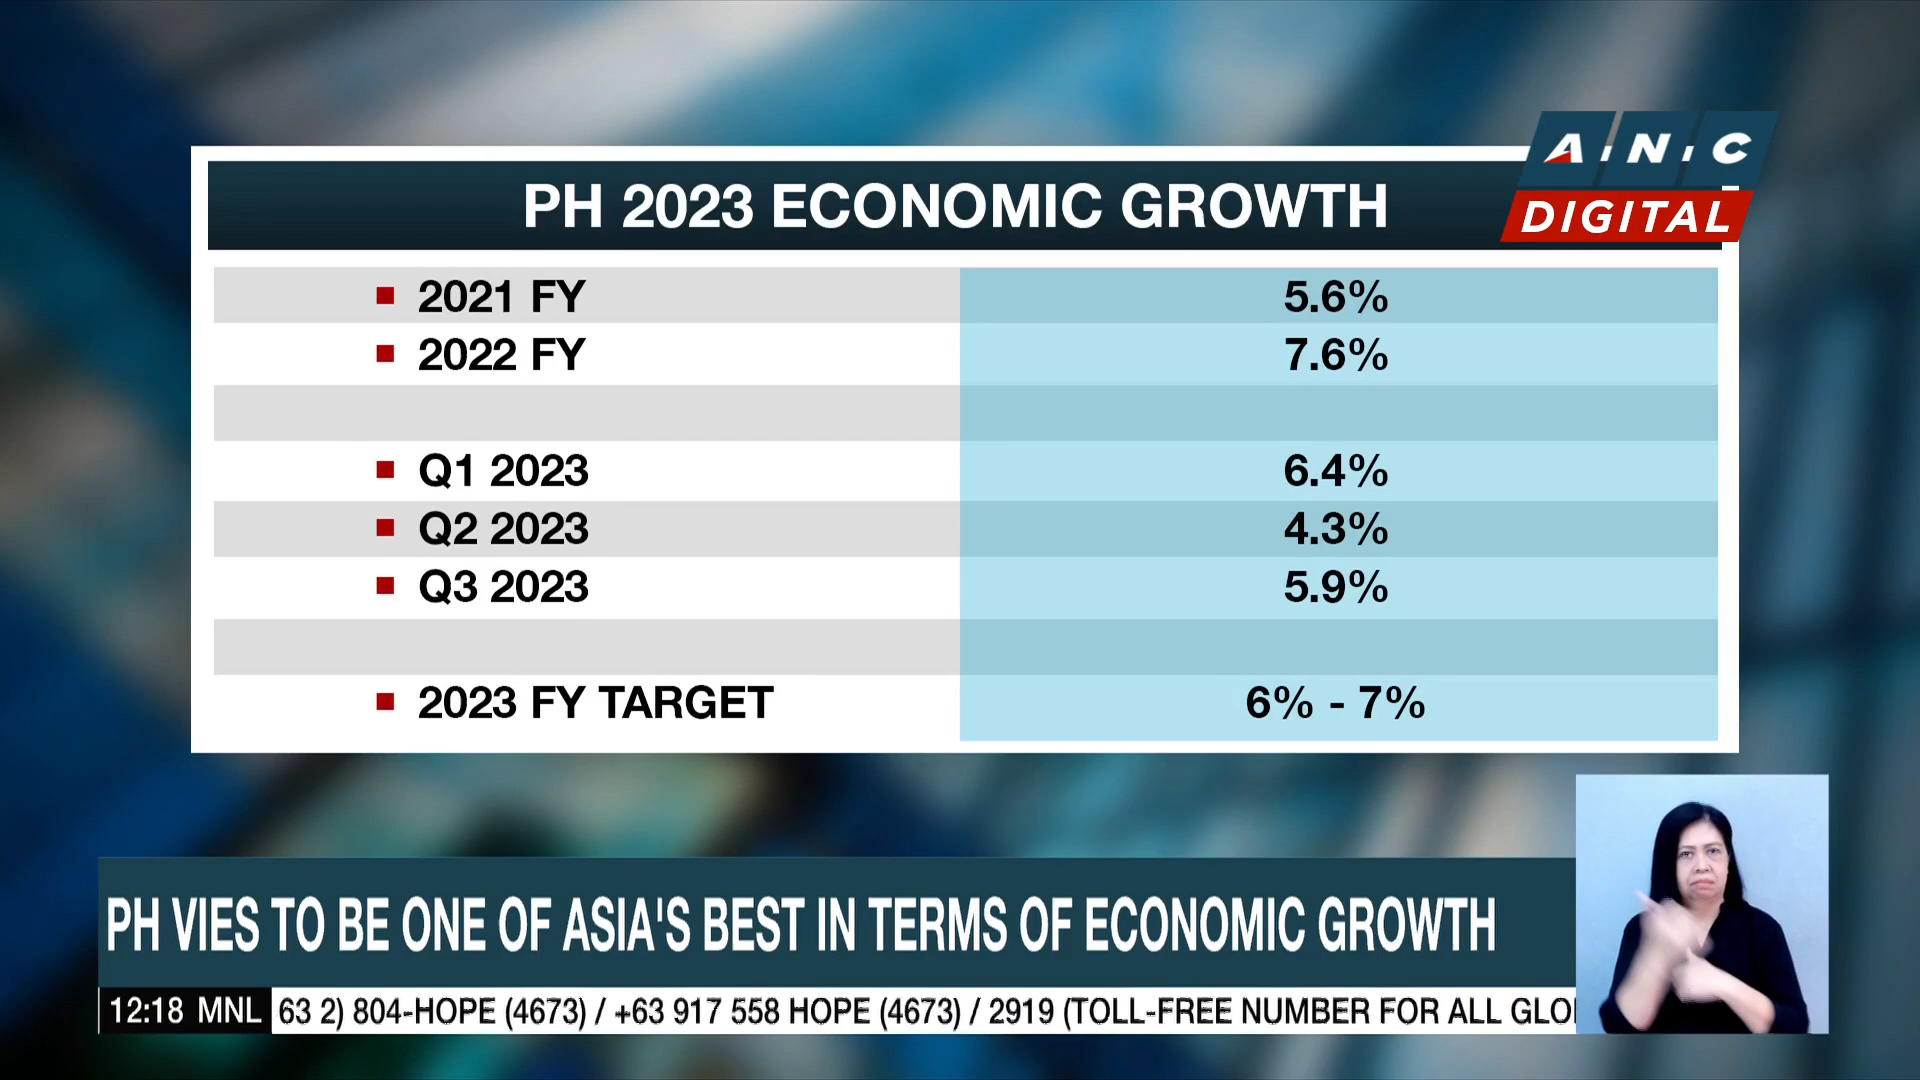 A.N.C
DIGITAL
PH 2023 ECONOMIC GROWTH
2021 FY 5.6%
2022 FY 7.6%
Q1 2023 6.4%
Q2 2023 4.3%
Q3 2023 5.9%
2023 FY TARGET 6% - 7%
PH VIES TO BE ONE OF ASIA'S BEST IN TERMS OF ECONOMIC GROWTH
12:18 MNL 63 2) 804-HOPE (4673) / +63 917 558 HOPE (4673) / 2919 (TOLL-FREE NUMBER FOR ALL